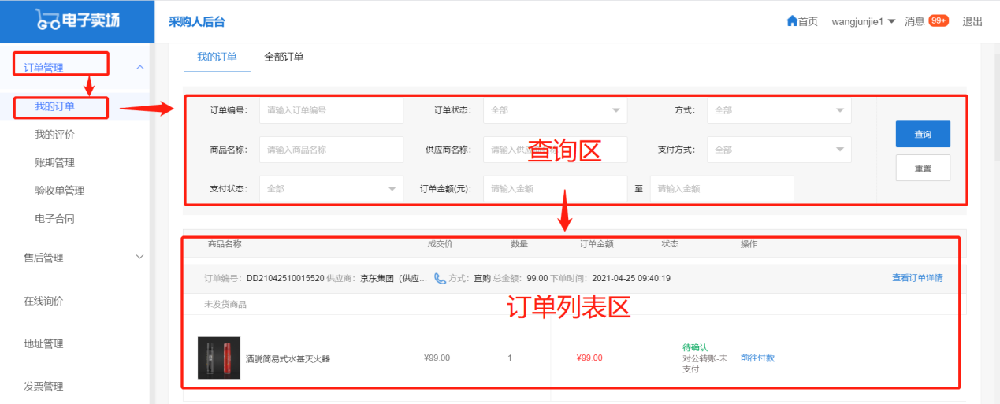 电子卖场 采购人后台 首页 wangjunjie1 消息 99+ 退出
我的订单 全部订单
订单管理
我的订单
我的评价
账期管理
验收单管理
电子合同
售后管理
在线询价
地址管理
发票管理
订单编号: 请输入订单编号 订单状态: 全部 方式: 全部 查询
商品名称: 请输入商品名称 供应商名称: 请输入供 支付方式: 全部 重置
查询区
支付状态: 全部 订单金额(元): 请输入金额 至 请输入金额
商品名称 成交价 数量 订单金额 状态 操作
订单编号: DD21042510015520 供应商: 京东集团（供应... 方式: 直购 总金额: 99.00 下单时间: 2021-04-25 09:40:19 查看订单详情
未发货商品
订单列表区
洒脱简易式水基灭火器 ¥99.00 1 ¥99.00 待确认 前往付款
对公转账-未
支付